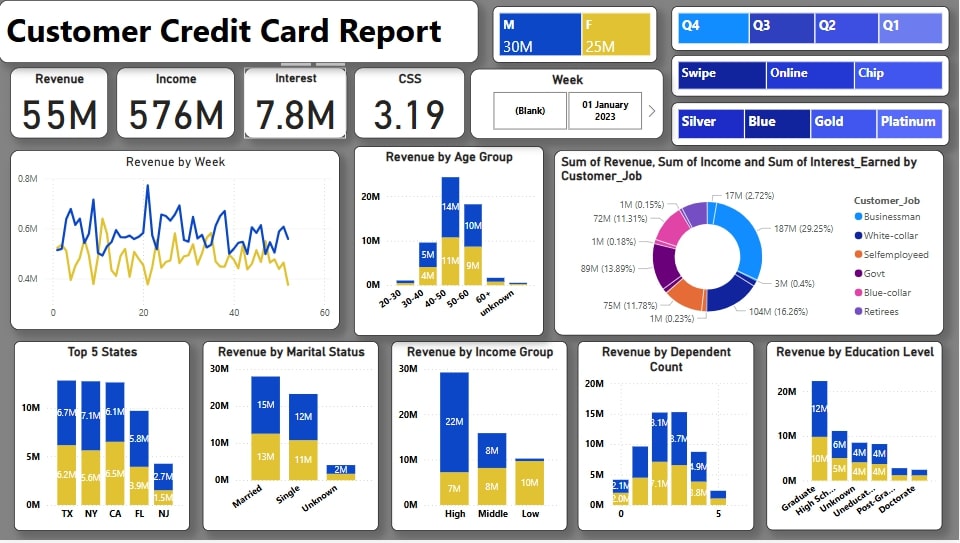 Customer Credit Card Report
M
30M
F
25M
Q4
Q3
Q2
Q1
Swipe
Online
Chip
Silver
Blue
Gold
Platinum
Revenue
55M
Income
576M
Interest
7.8M
CSS
3.19
Week
(Blank)
01 January
2023
Revenue by Week
0.8M
0.6M
0.4M
0
20
40
60
Revenue by Age Group
20M
10M
0M
14M
11M
10M
9M
5M
4M
20-30
30-40
40-50
50-60
60+
unknown
Sum of Revenue, Sum of Income and Sum of Interest_Earned by
Customer_Job
17M (2.72%)
187M (29.25%)
3M (0.4%)
104M (16.26%)
1M (0.23%)
75M (11.78%)
89M (13.89%)
1M (0.18%)
72M (11.31%)
1M (0.15%)
Customer_Job
Businessman
White-collar
Selfemployeed
Govt
Blue-collar
Retirees
Top 5 States
10M
5M
0M
6.7M
7.1M
6.1M
5.8M
2.7M
6.2M
5.6M
6.5M
3.9M
1.5M
TX
NY
CA
FL
NJ
Revenue by Marital Status
30M
20M
10M
0M
15M
12M
2M
13M
11M
Married
Single
Unknown
Revenue by Income Group
30M
20M
10M
0M
22M
8M
7M
8M
10M
High
Middle
Low
Revenue by Dependent
Count
20M
15M
10M
5M
0M
2.1M
2.0M
8.1M
7.1M
8.7M
4.9M
3.8M
0
5
Revenue by Education Level
20M
10M
0M
12M
10M
6M
5M
4M
4M
4M
4M
Graduate
High Sch...
Unknown
Uneducat...
Post-Gra...
Doctorate